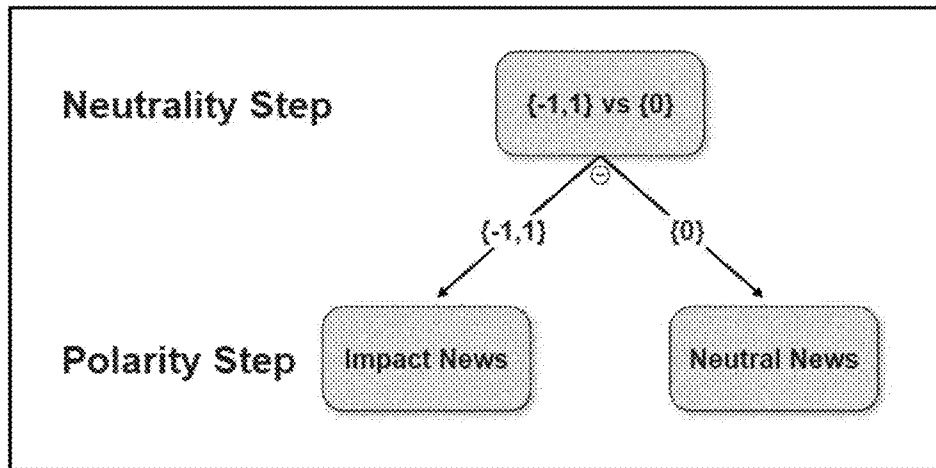 Neutrality Step
{-1,1} vs {0}
{-1,1}
{0}
Polarity Step
Impact News
Neutral News